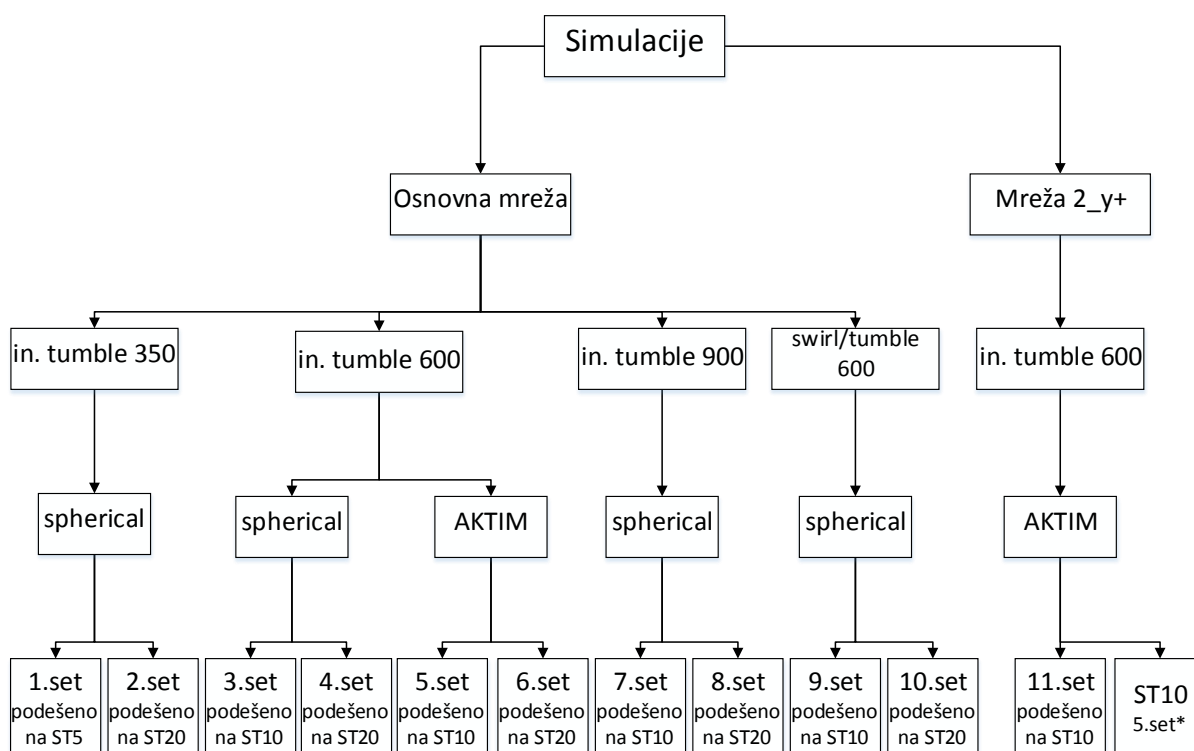 Simulacije
Osnovna mreža
Mreža 2_y+
in. tumble 350
in. tumble 600
in. tumble 900
swirl/tumble
600
in. tumble 600
spherical
spherical
AKTIM
spherical
spherical
AKTIM
1.set
podešeno
na ST5
2.set
podešeno
na ST20
3.set
podešeno
na ST10
4.set
podešeno
na ST20
5.set
podešeno
na ST10
6.set
podešeno
na ST20
7.set
podešeno
na ST10
8.set
podešeno
na ST20
9.set
podešeno
na ST10
10.set
podešeno
na ST20
11.set
podešeno
na ST10
ST10
5.set*